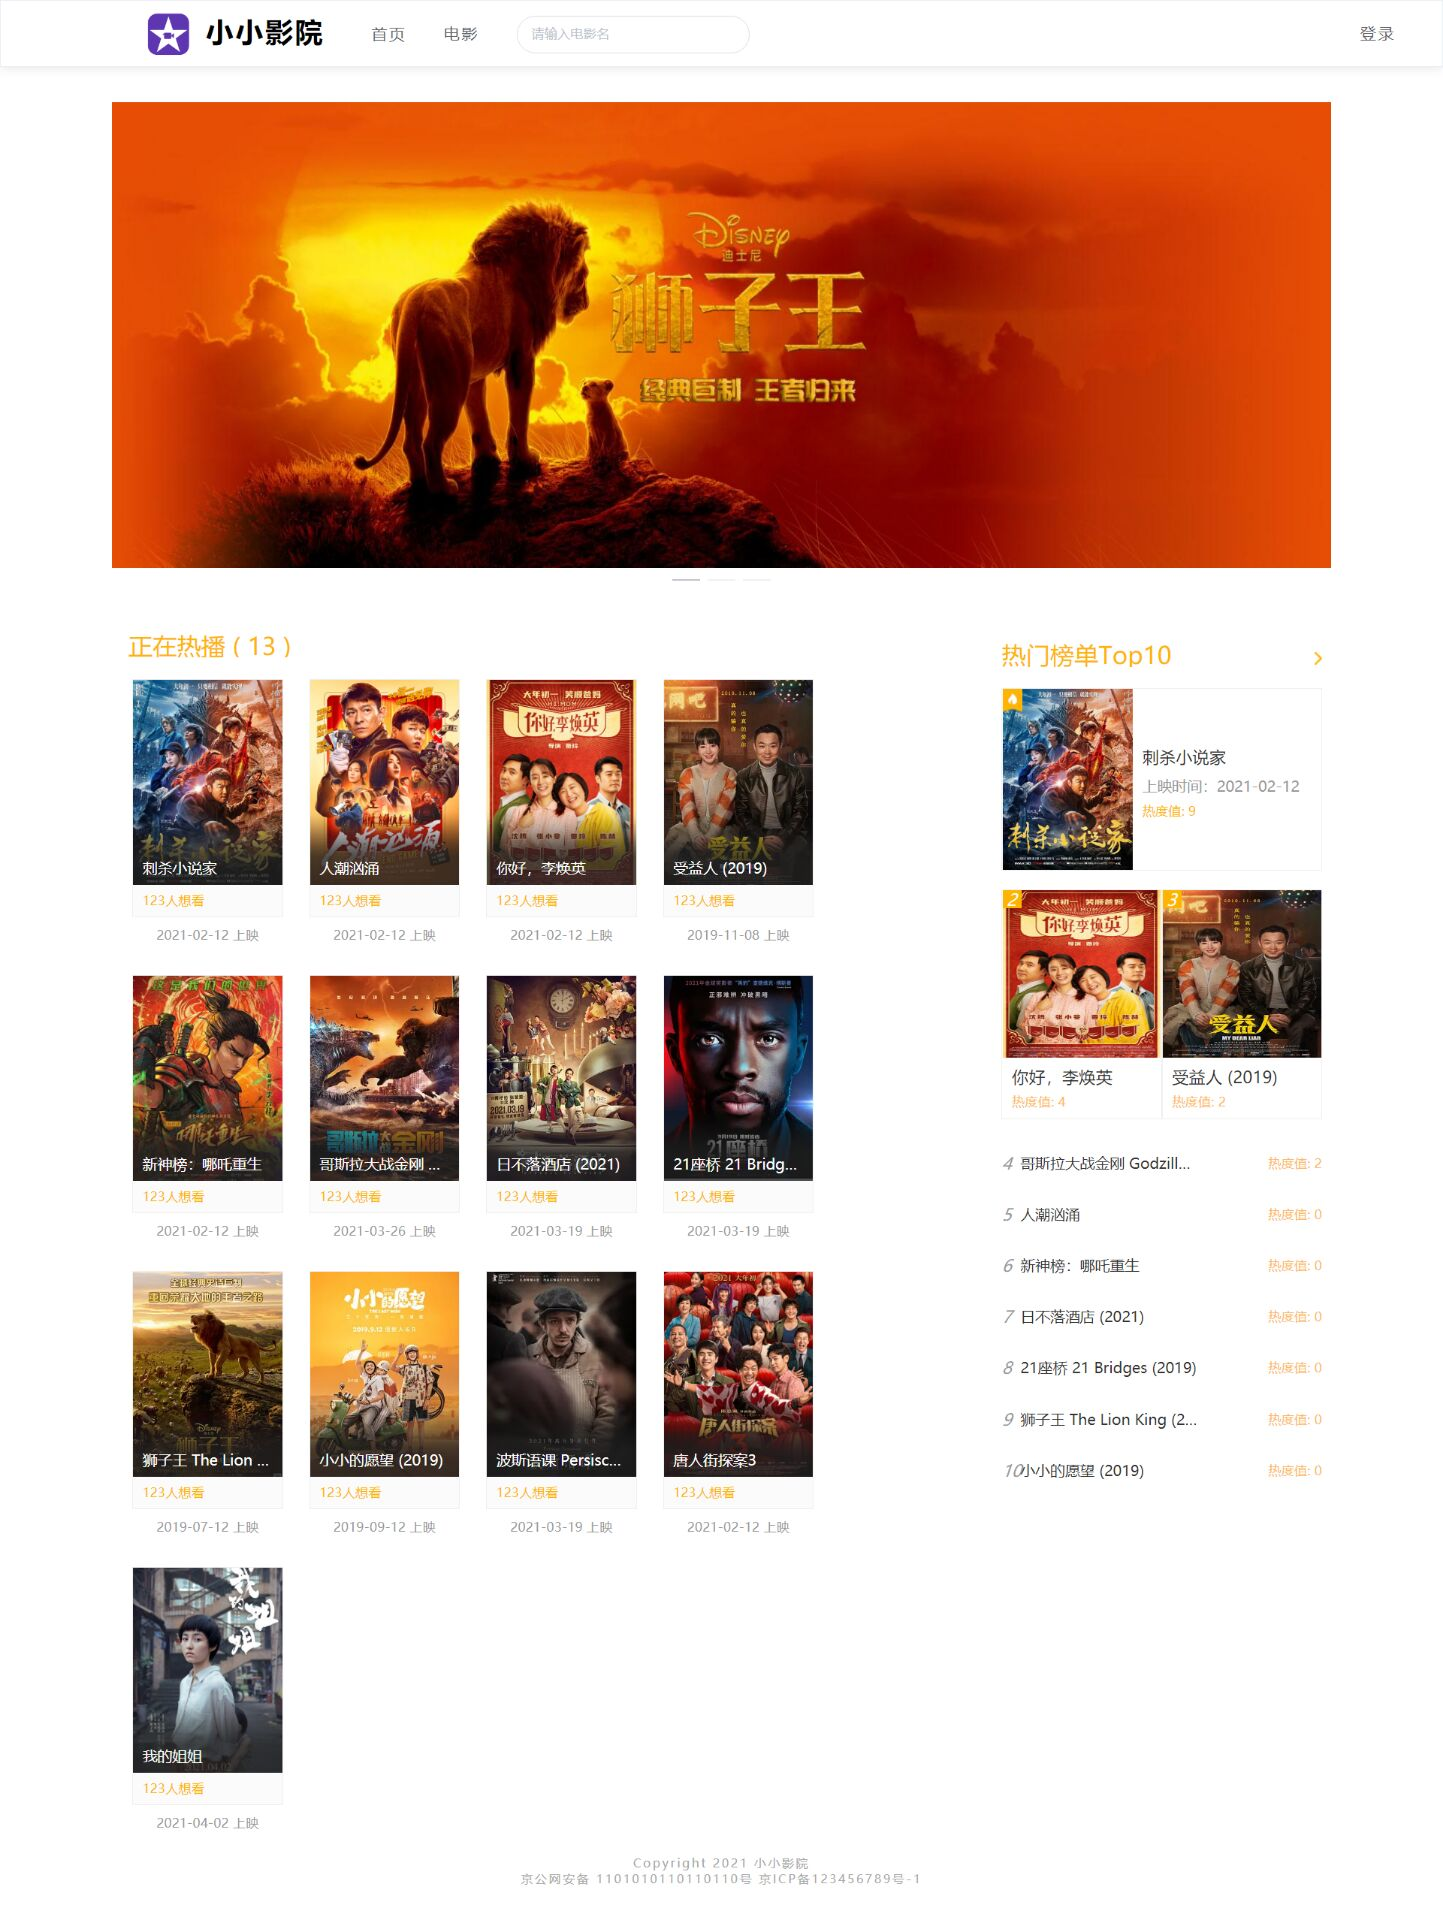 小小影院
首页
电影
请输入电影名
登录
DISNEY
迪士尼
狮子王
经典巨制 王者归来
正在热播 ( 13 )
刺杀小说家
人潮汹涌
你好，李焕英
受益人 (2019)
123人想看
123人想看
123人想看
123人想看
2021-02-12 上映
2021-02-12 上映
2021-02-12 上映
2019-11-08 上映
新神榜：哪吒重生
哥斯拉大战金刚 ...
日不落酒店 (2021)
21座桥 21 Bridg...
123人想看
123人想看
123人想看
123人想看
2021-02-12 上映
2021-03-26 上映
2021-03-19 上映
2021-03-19 上映
狮子王 The Lion ...
小小的愿望 (2019)
波斯语课 Persisc...
唐人街探案3
123人想看
123人想看
123人想看
123人想看
2019-07-12 上映
2019-09-12 上映
2021-03-19 上映
2021-02-12 上映
我的姐姐
123人想看
2021-04-02 上映
热门榜单Top10
刺杀小说家
上映时间：2021-02-12
热度值: 9
2
大年初一 笑顺爸妈
你好,李焕英
3
受益人
MY DEAR LIAR
你好，李焕英
受益人 (2019)
热度值: 4
热度值: 2
4 哥斯拉大战金刚 Godzill... 热度值: 2
5 人潮汹涌 热度值: 0
6 新神榜：哪吒重生 热度值: 0
7 日不落酒店 (2021) 热度值: 0
8 21座桥 21 Bridges (2019) 热度值: 0
9 狮子王 The Lion King (2... 热度值: 0
10 小小的愿望 (2019) 热度值: 0
Copyright 2021 小小影院
京公网安备 1101010110110110号 京ICP备123456789号-1